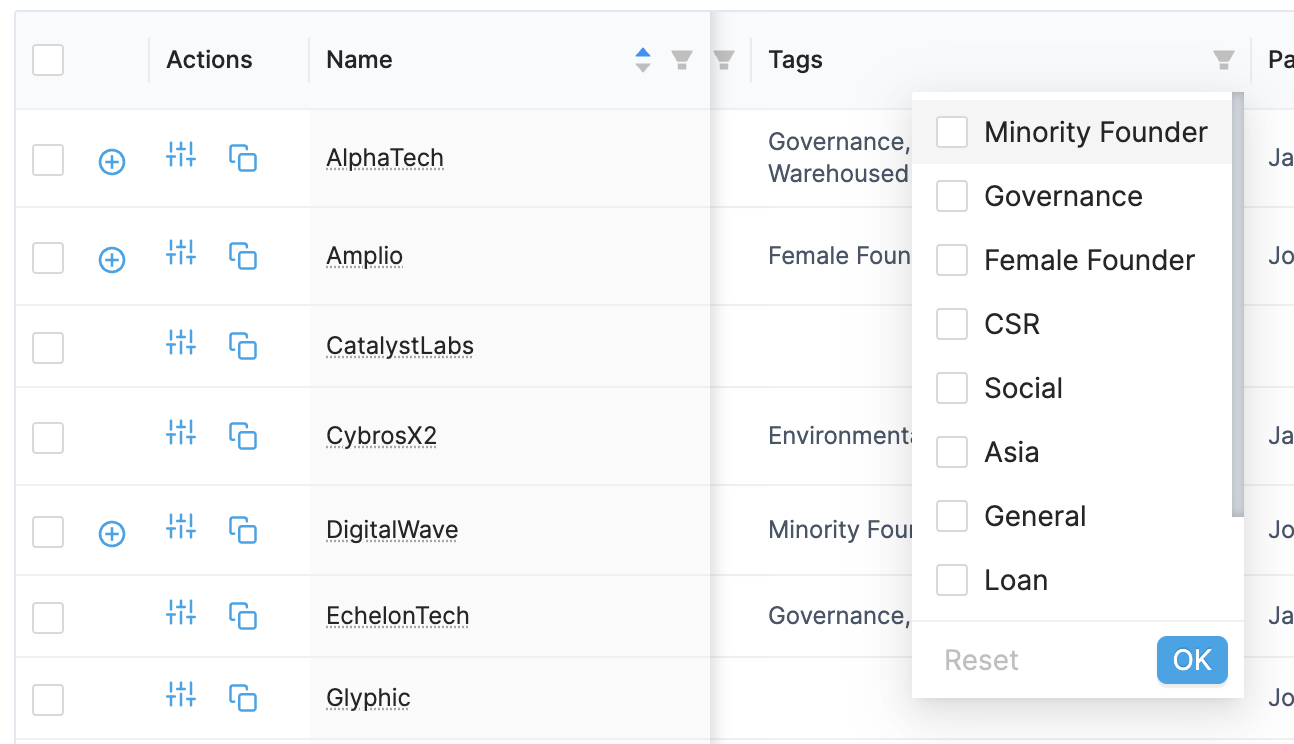 Actions Name Tags Pa
AlphaTech Governance,
Warehoused Ja
Amplio Female Foun Jo
CatalystLabs
CybrosX2 Environmenta Ja
DigitalWave Minority Four Jo
EchelonTech Governance, Ja
Glyphic Jo
Minority Founder
Governance
Female Founder
CSR
Social
Asia
General
Loan
Reset OK